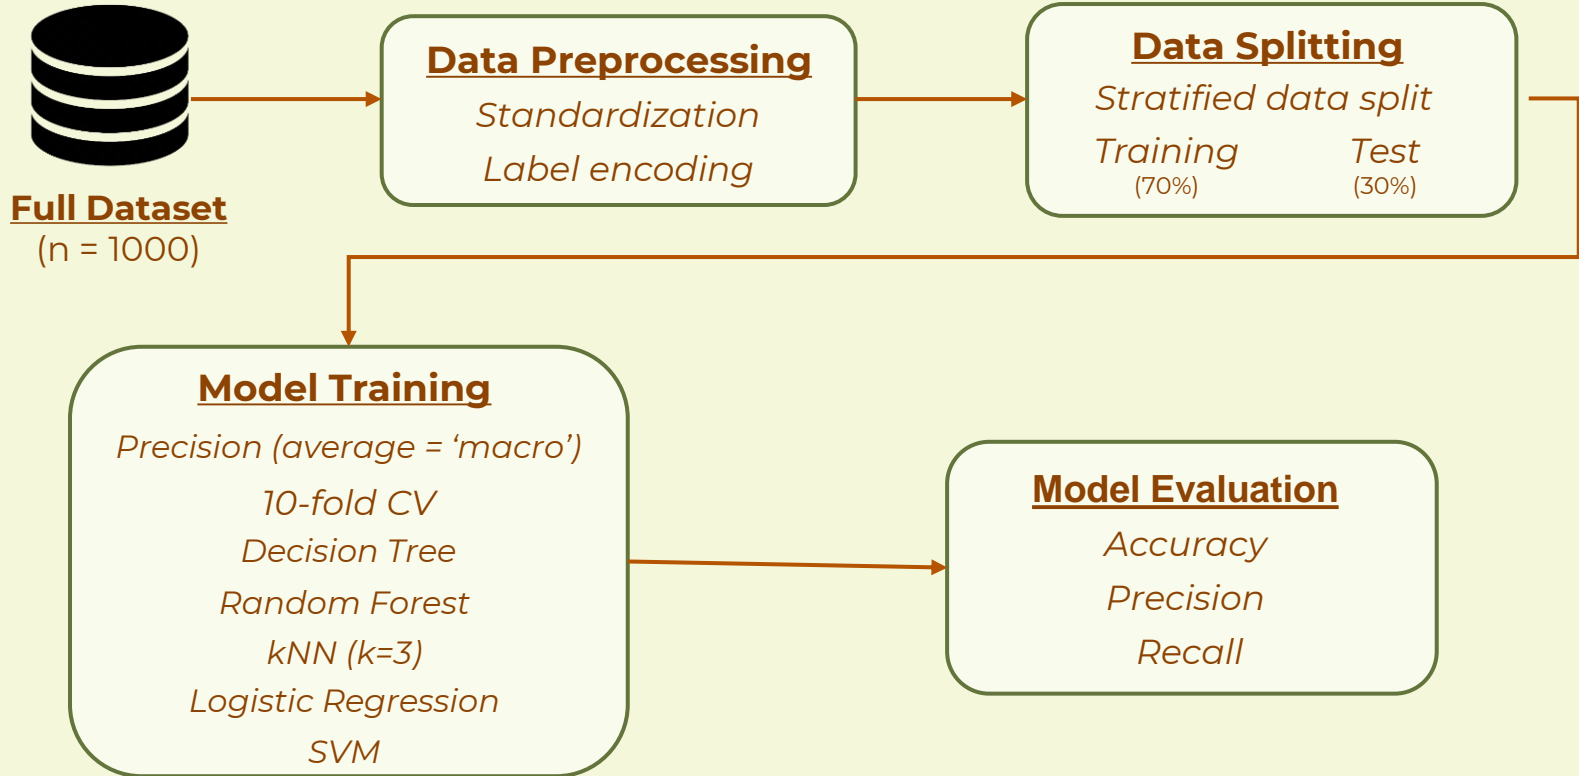 Full Dataset
(n = 1000)
Data Preprocessing
Standardization
Label encoding
Data Splitting
Stratified data split
Training Test
(70%) (30%)
Model Training
Precision (average = ‘macro’)
10-fold CV
Decision Tree
Random Forest
kNN (k=3)
Logistic Regression
SVM
Model Evaluation
Accuracy
Precision
Recall